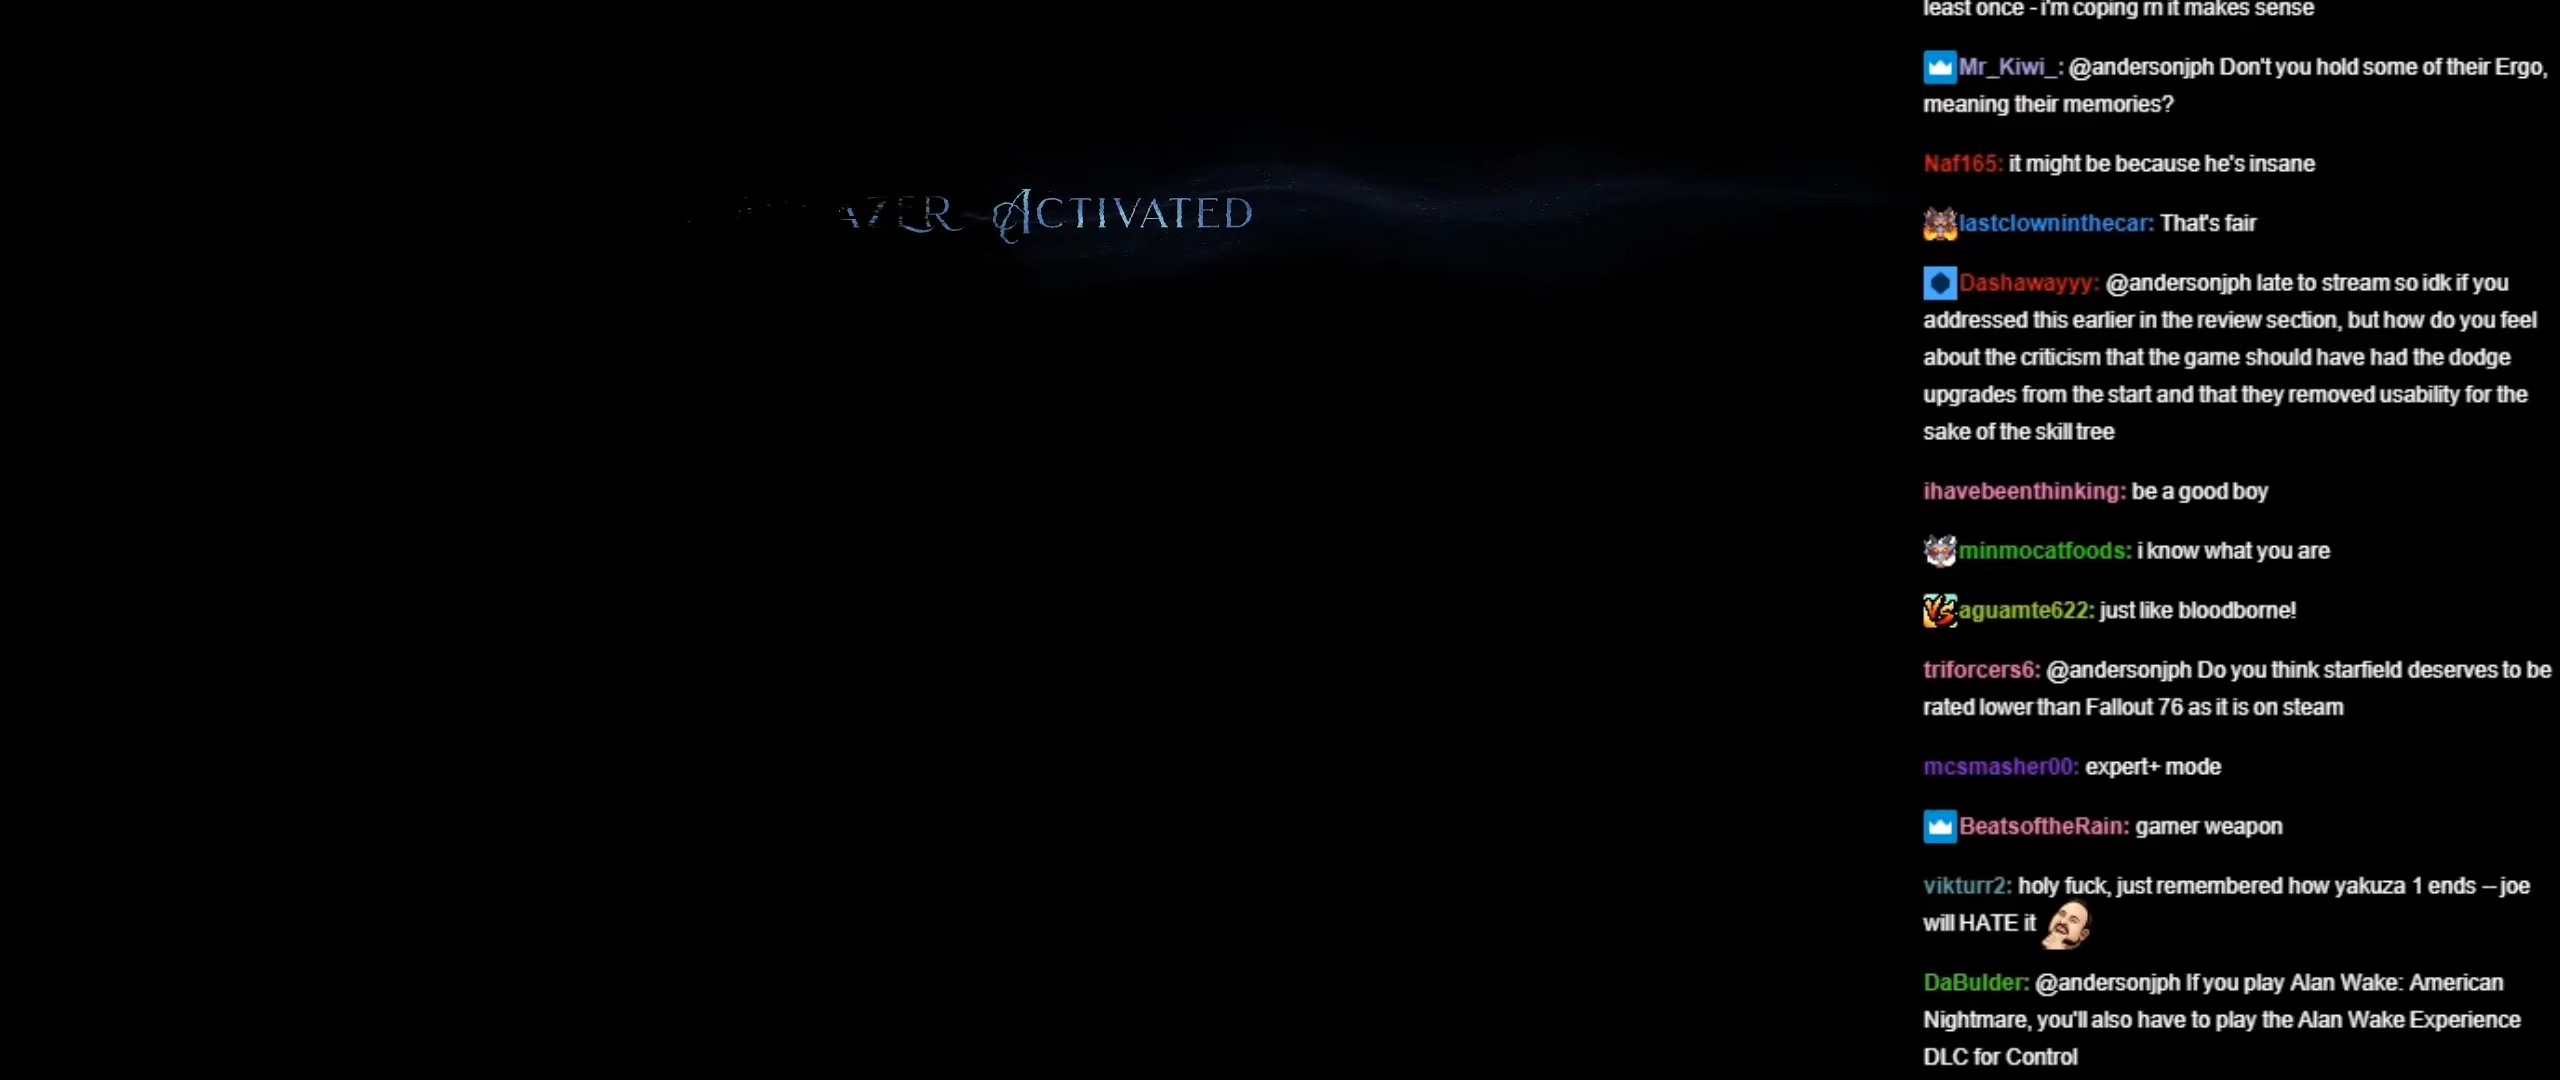 AZER ACTIVATED
least once - i'm coping rn it makes sense
Mr_Kiwi_: @andersonjph Don't you hold some of their Ergo,
meaning their memories?
Naf165: it might be because he's insane
lastclowninthecar: That's fair
Dashawayyy: @andersonjph late to stream so idk if you
addressed this earlier in the review section, but how do you feel
about the criticism that the game should have had the dodge
upgrades from the start and that they removed usability for the
sake of the skill tree
ihavebeenthinking: be a good boy
minmocatfoods: i know what you are
aguamte622: just like bloodborne!
triforcers6: @andersonjph Do you think starfield deserves to be
rated lower than Fallout 76 as it is on steam
mcsmasher00: expert+ mode
BeatsoftheRain: gamer weapon
vikturr2: holy fuck, just remembered how yakuza 1 ends -- joe
will HATE it
DaBulder: @andersonjph If you play Alan Wake: American
Nightmare, you'll also have to play the Alan Wake Experience
DLC for Control